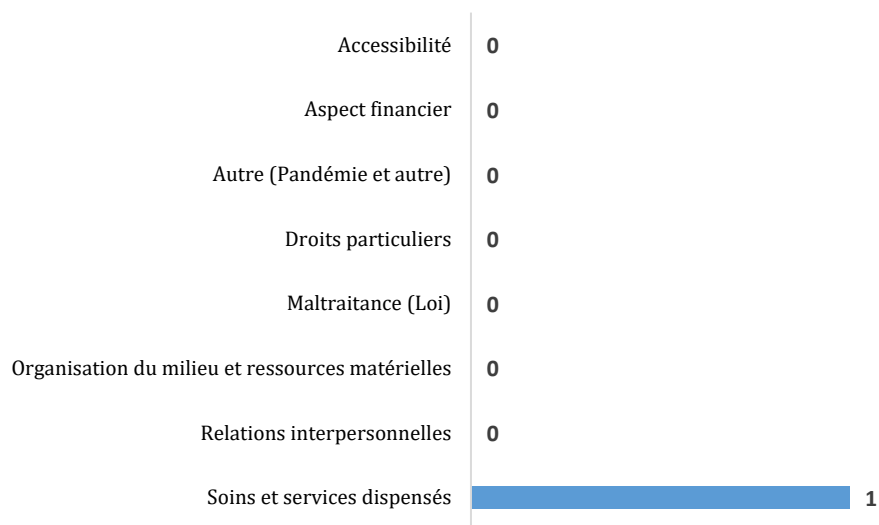 Accessibilité 0
Aspect financier 0
Autre (Pandémie et autre) 0
Droits particuliers 0
Maltraitance (Loi) 0
Organisation du milieu et ressources matérielles 0
Relations interpersonnelles 0
Soins et services dispensés 1